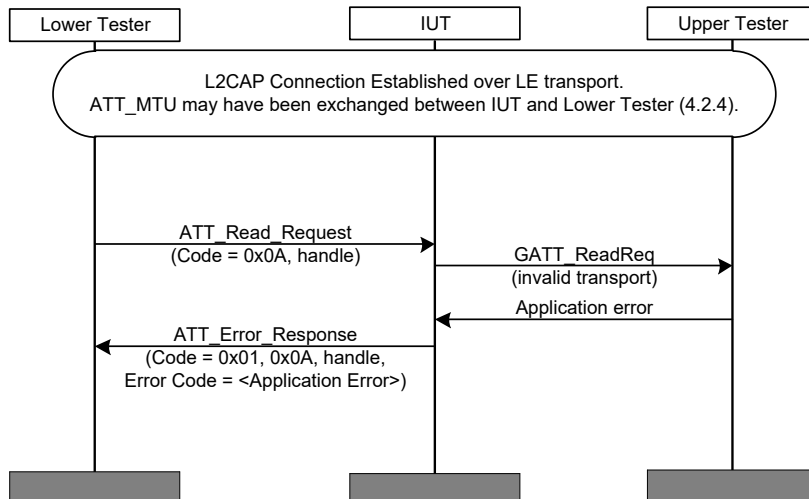 Lower Tester
IUT
Upper Tester
L2CAP Connection Established over LE transport.
ATT_MTU may have been exchanged between IUT and Lower Tester (4.2.4).
ATT_Read_Request
(Code = 0x0A, handle)
GATT_ReadReq
(invalid transport)
Application error
ATT_Error_Response
(Code = 0x01, 0x0A, handle,
Error Code = <Application Error>)